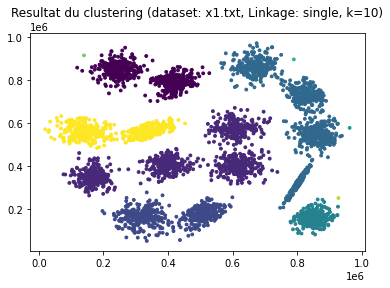 Resultat du clustering (dataset: x1.txt, Linkage: single, k=10)
1e6
1.0
0.8
0.6
0.4
0.2
0.0 0.2 0.4 0.6 0.8 1.0
1e6